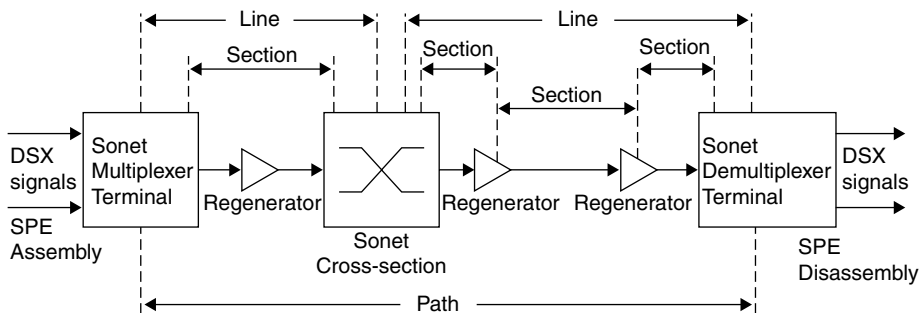 Line
Line
Section
Section
Section
Section
Sonet
Multiplexer
Terminal
DSX
signals
SPE
Assembly
Regenerator
Sonet
Cross-section
Regenerator
Regenerator
Sonet
Demultiplexer
Terminal
DSX
signals
SPE
Disassembly
Path